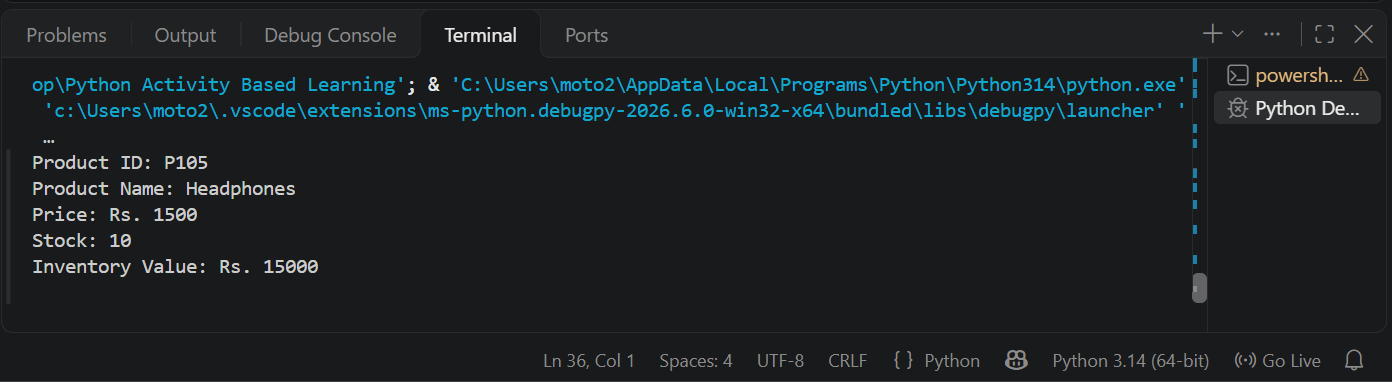 Problems Output Debug Console Terminal Ports
op\Python Activity Based Learning'; & 'C:\Users\moto2\AppData\Local\Programs\Python\Python314\python.exe'
'c:\Users\moto2\.vscode\extensions\ms-python.debugpy-2026.6.0-win32-x64\bundled\libs\debugpy\launcher' '
…
Product ID: P105
Product Name: Headphones
Price: Rs. 1500
Stock: 10
Inventory Value: Rs. 15000
powersh...
Python De...
Ln 36, Col 1 Spaces: 4 UTF-8 CRLF { } Python Python 3.14 (64-bit) Go Live